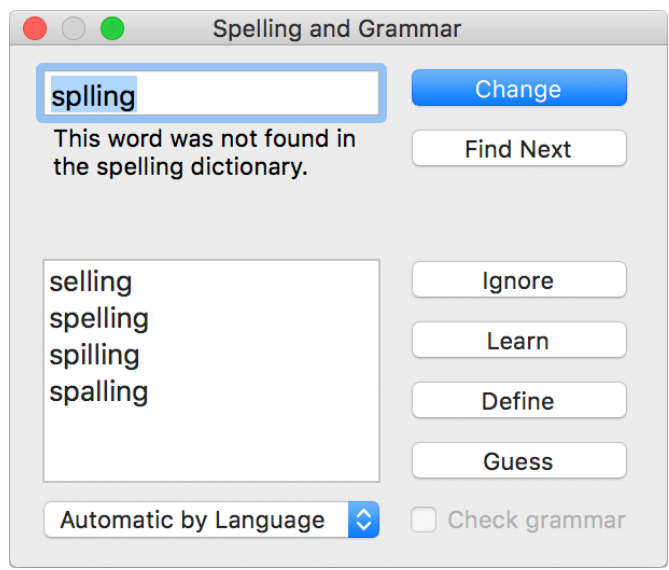 Spelling and Grammar
splling
Change
This word was not found in
the spelling dictionary.
Find Next
selling
spelling
spilling
spalling
Ignore
Learn
Define
Guess
Automatic by Language
Check grammar